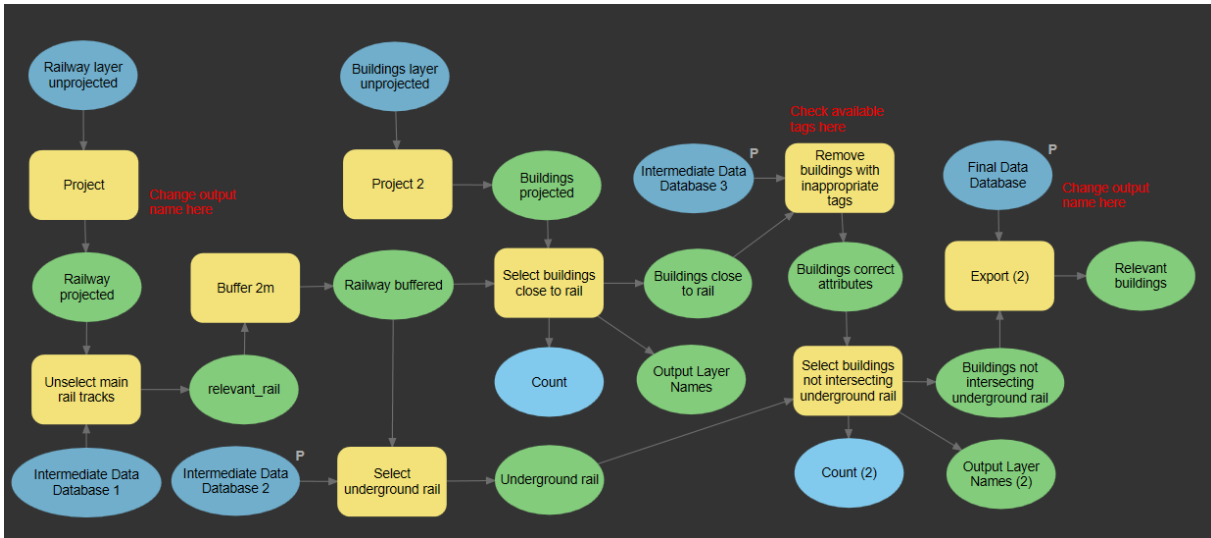 Railway layer
unprojected
Buildings layer
unprojected
Check available
tags here
Project
Change output
name here
Project 2
Buildings
projected
Intermediate Data
Database 3
P
Remove
buildings with
inappropriate
tags
Final Data
Database
P
Change output
name here
Railway
projected
Buffer 2m
Railway buffered
Select buildings
close to rail
Buildings close
to rail
Buildings correct
attributes
Export (2)
Relevant
buildings
Unselect main
rail tracks
relevant_rail
Count
Output Layer
Names
Select buildings
not intersecting
underground rail
Buildings not
intersecting
underground rail
Intermediate Data
Database 1
Intermediate Data
Database 2
P
Select
underground rail
Underground rail
Count (2)
Output Layer
Names (2)